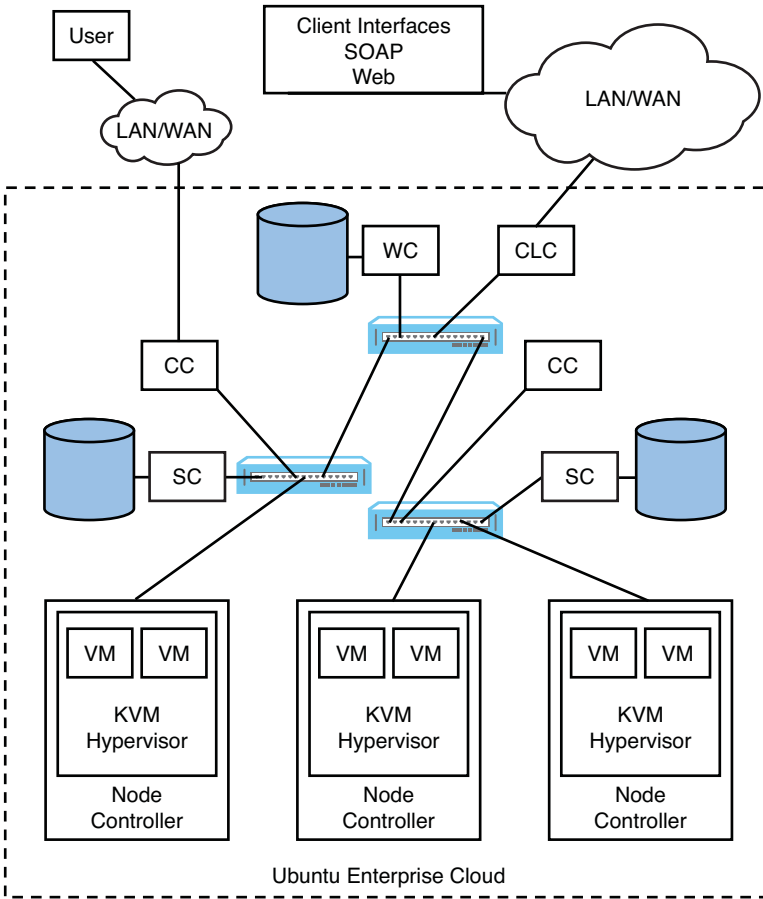 User
Client Interfaces
SOAP
Web
LAN/WAN
LAN/WAN
WC
CLC
CC
CC
SC
SC
VM
VM
KVM
Hypervisor
Node
Controller
VM
VM
KVM
Hypervisor
Node
Controller
VM
VM
KVM
Hypervisor
Node
Controller
Ubuntu Enterprise Cloud